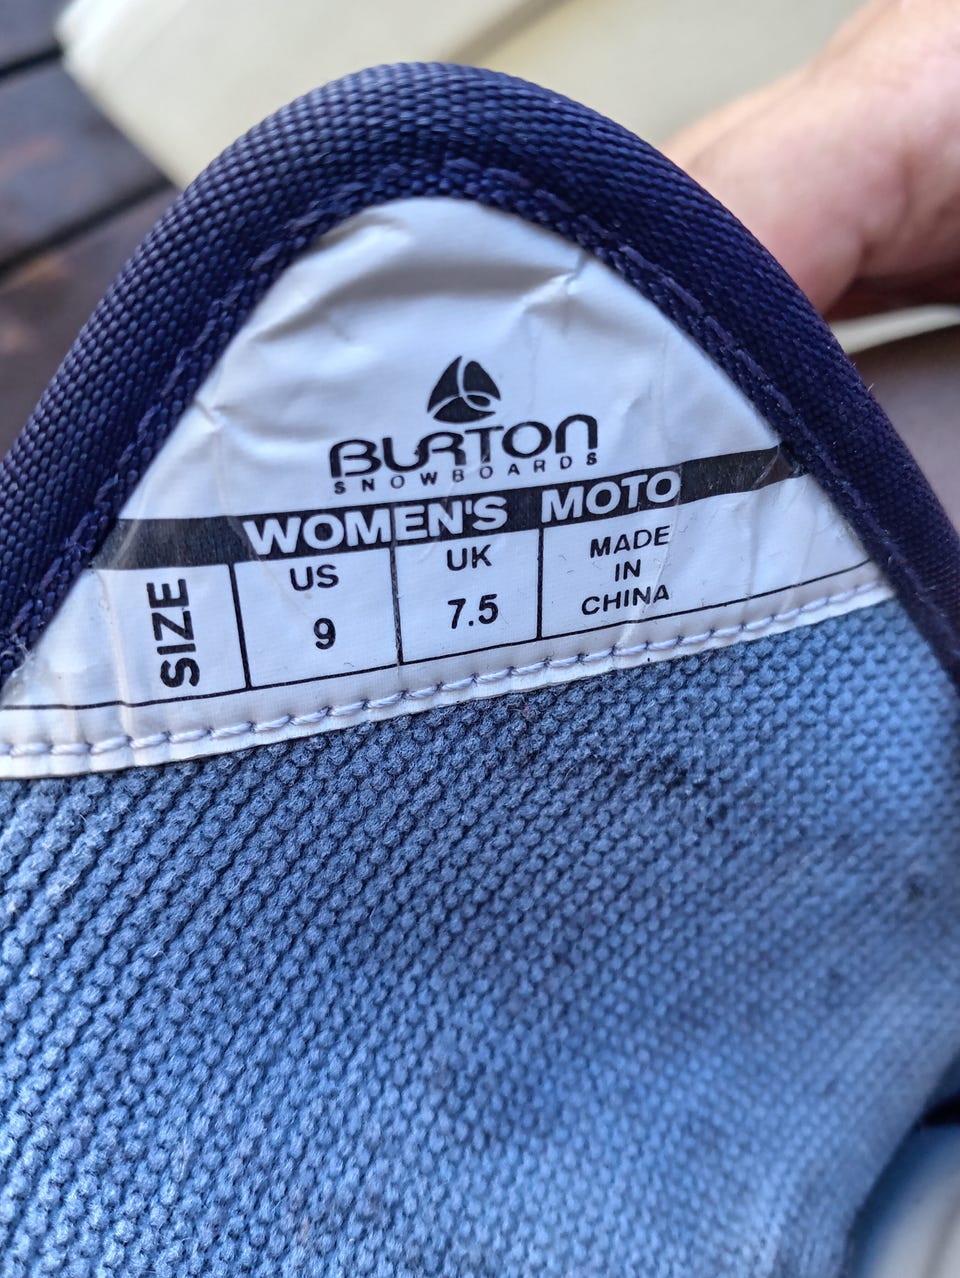 BURTON
SNOWBOARDS
WOMEN'S MOTO
SIZE
US
9
UK
7.5
MADE
IN
CHINA